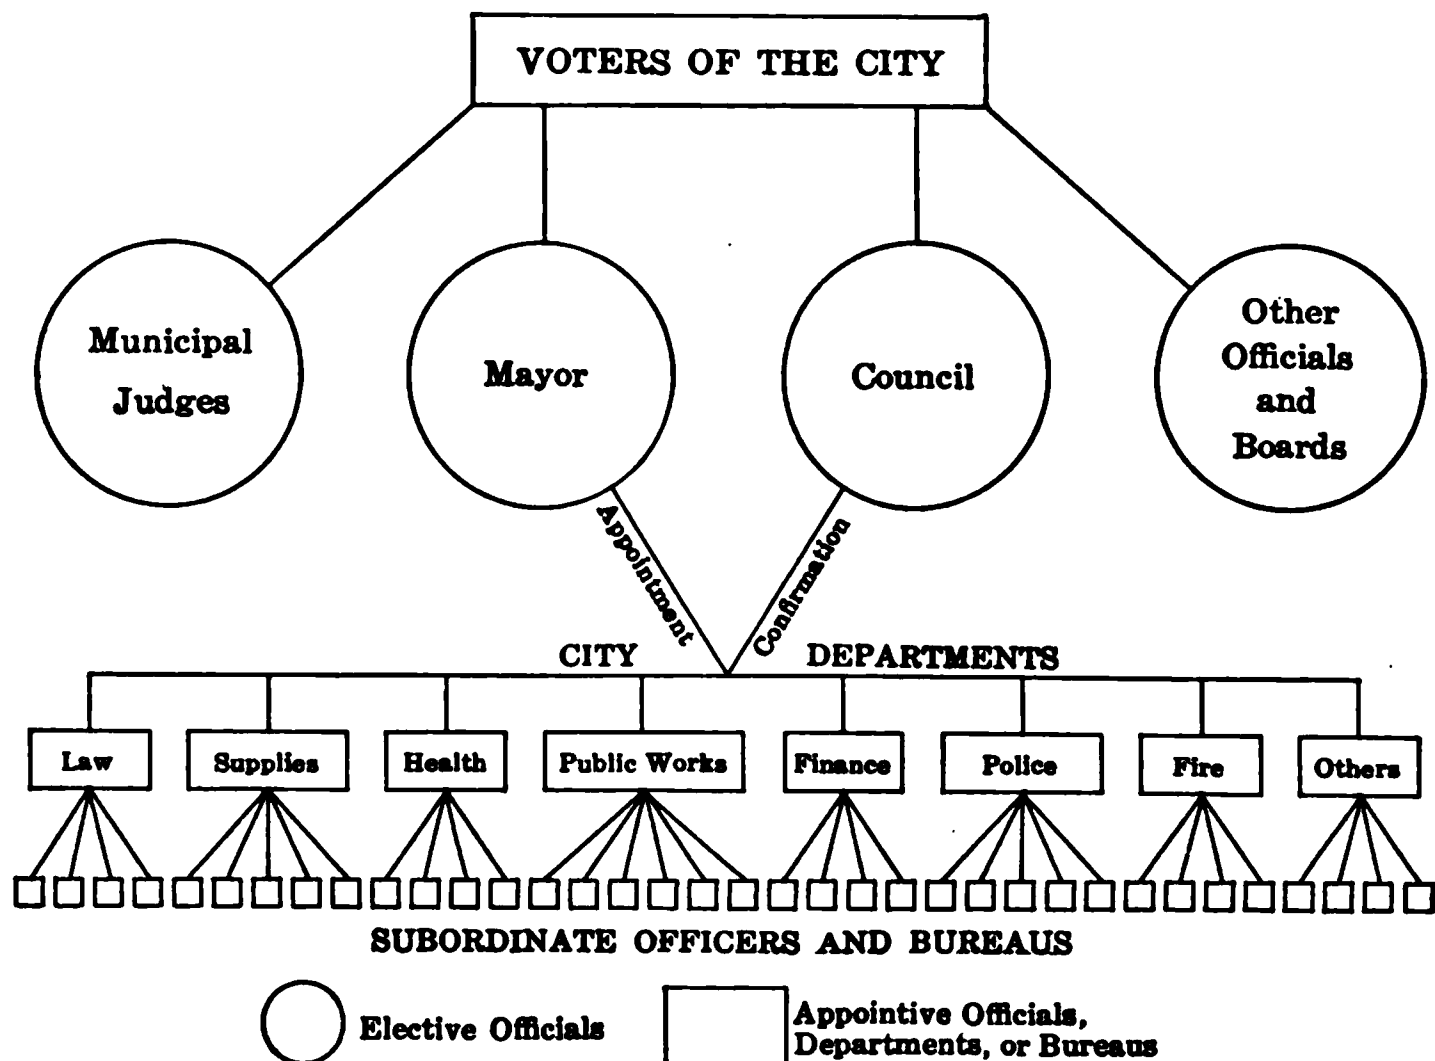 VOTERS OF THE CITY
Municipal
Judges
Mayor
Council
Other
Officials
and
Boards
Appointment
Confirmation
CITY DEPARTMENTS
Law
Supplies
Health
Public Works
Finance
Police
Fire
Others
SUBORDINATE OFFICERS AND BUREAUS
Elective Officials
Appointive Officials,
Departments, or Bureaus